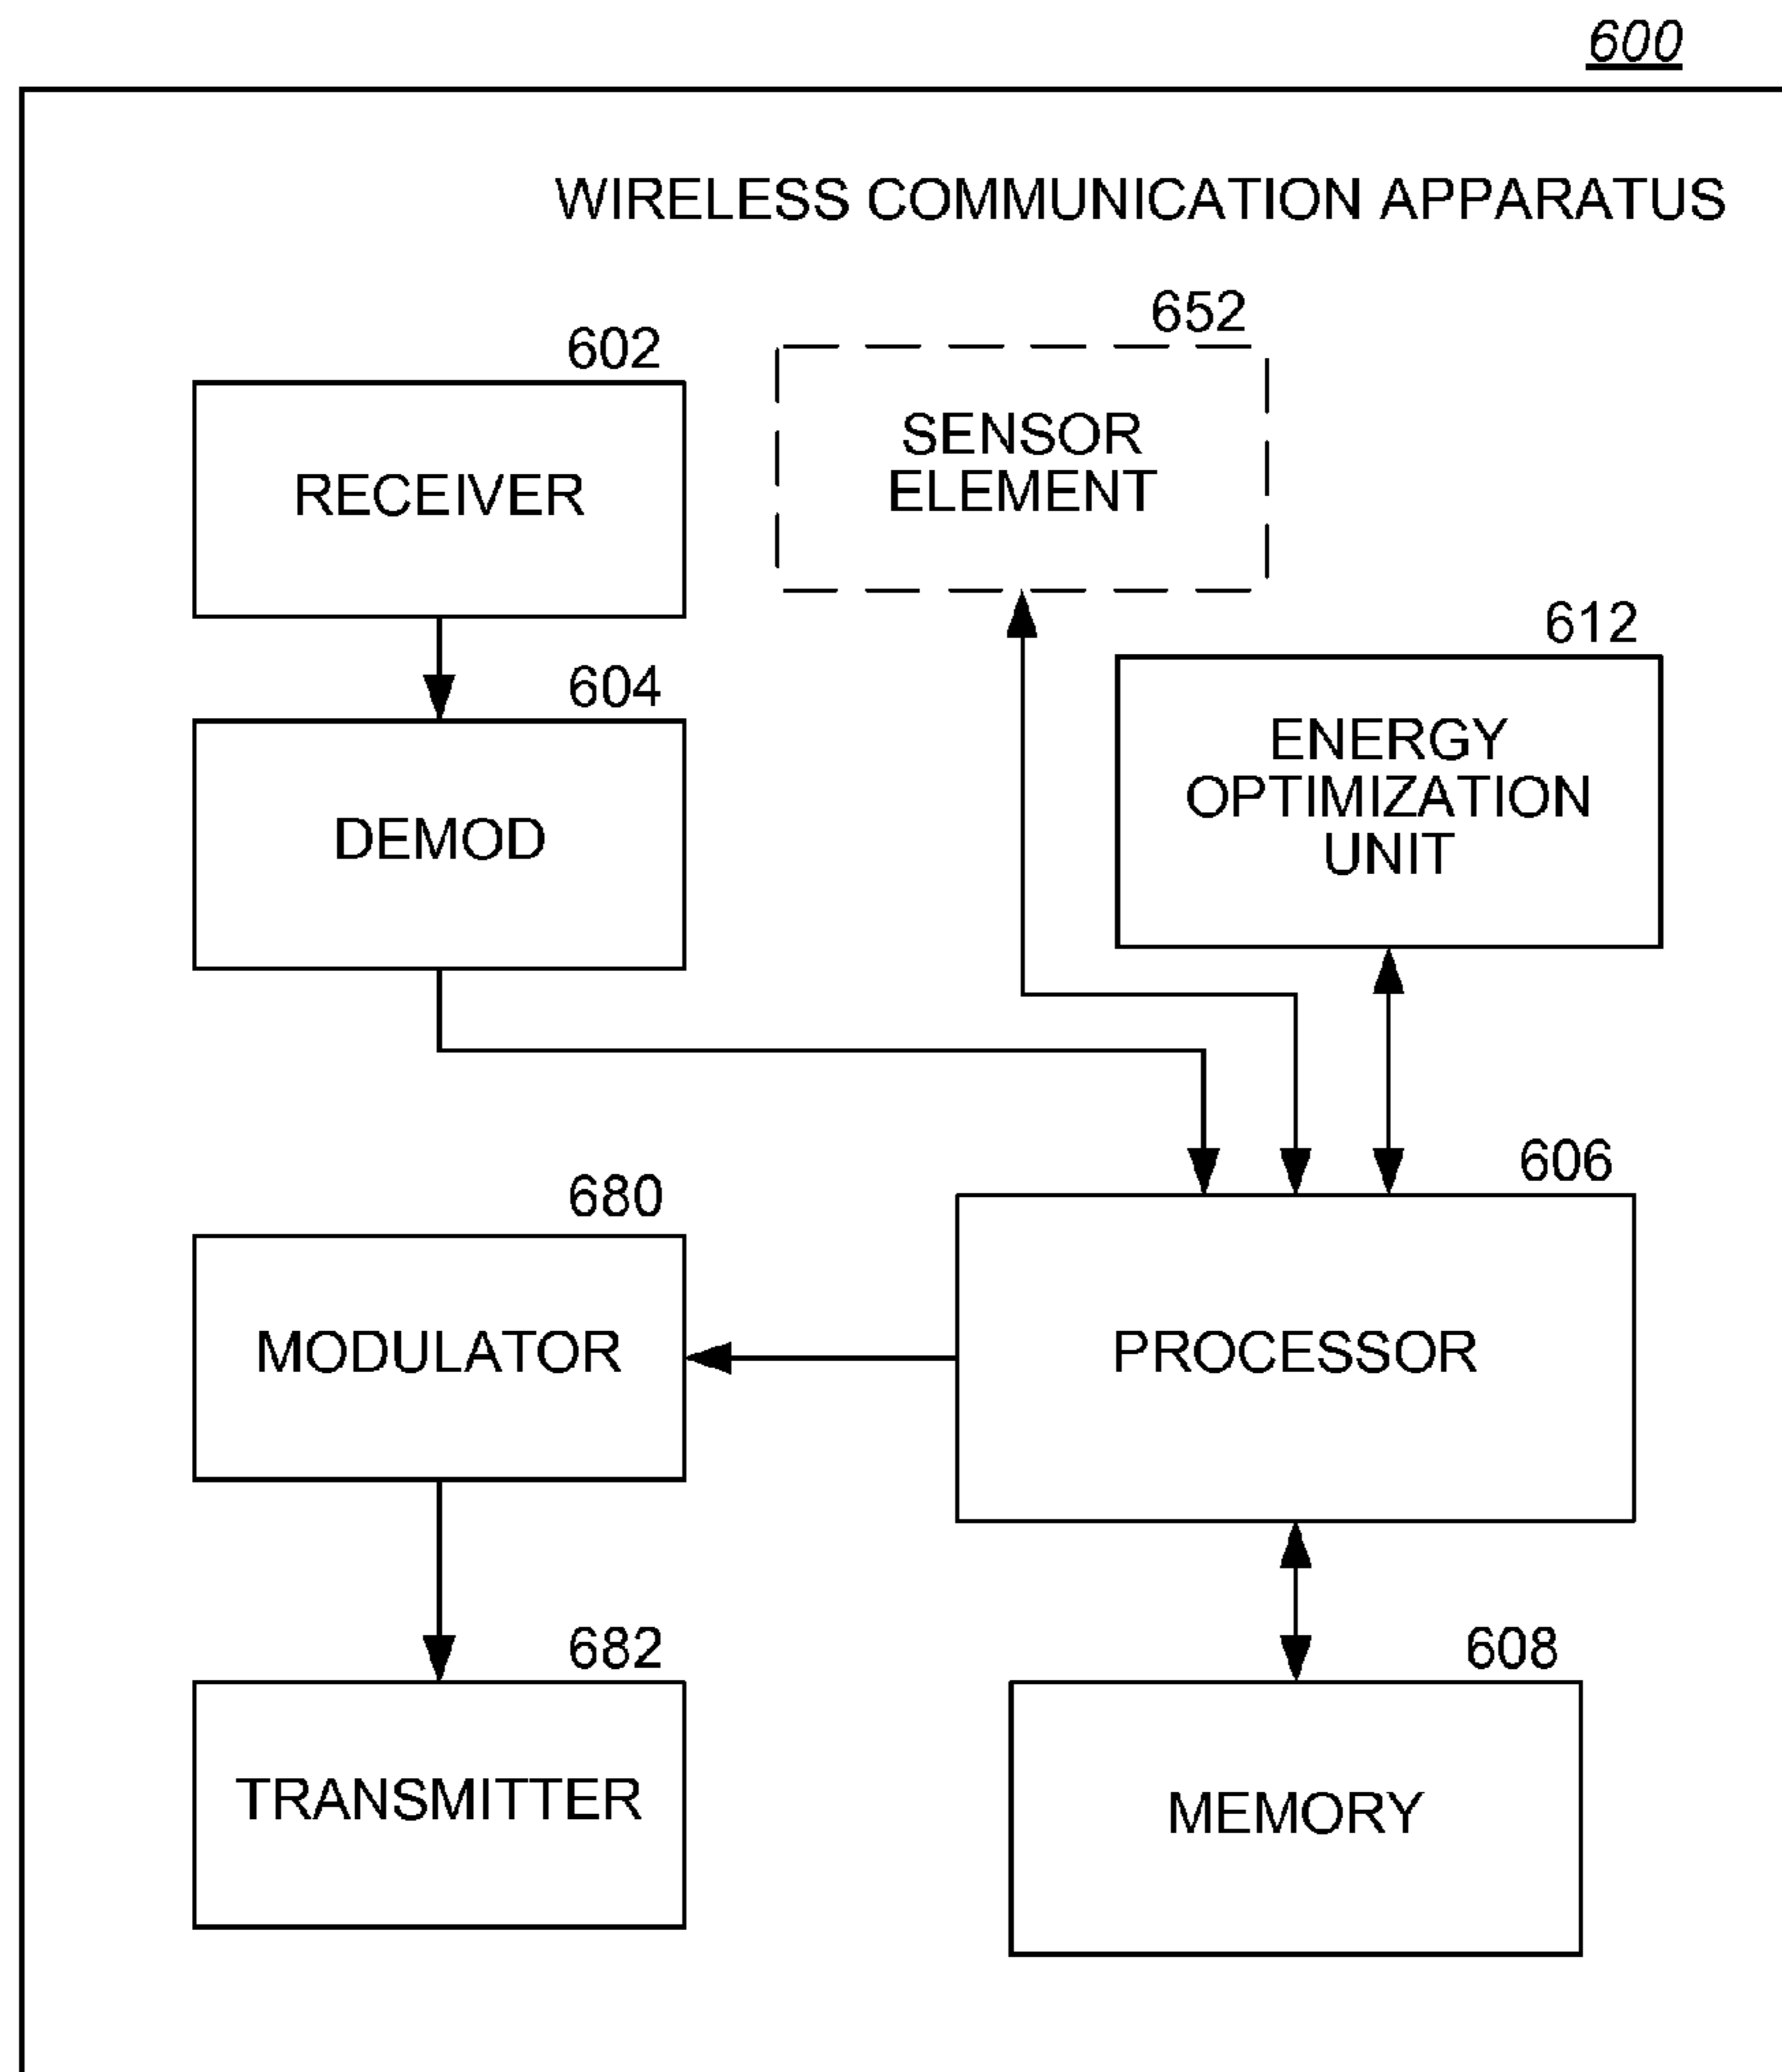 600
WIRELESS COMMUNICATION APPARATUS
602
RECEIVER
652
SENSOR
ELEMENT
612
ENERGY
OPTIMIZATION
UNIT
604
DEMOD
606
PROCESSOR
680
MODULATOR
682
TRANSMITTER
608
MEMORY